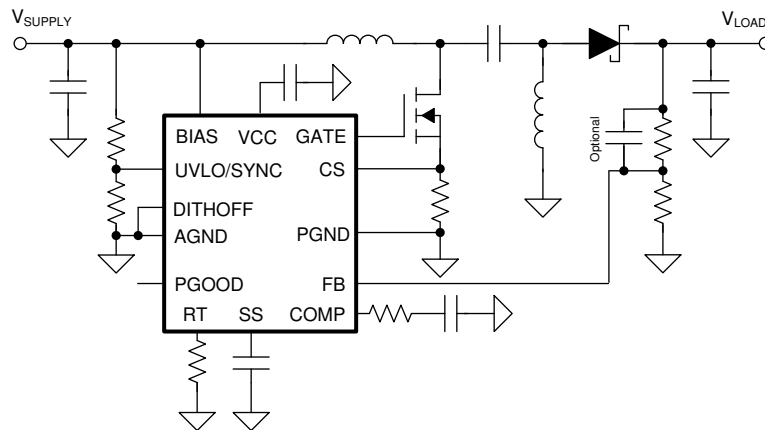 VSUPPLY
VLOAD
BIAS VCC GATE
UVLO/SYNC CS
DITHOFF
AGND PGND
PGOOD FB
RT SS COMP
Optional